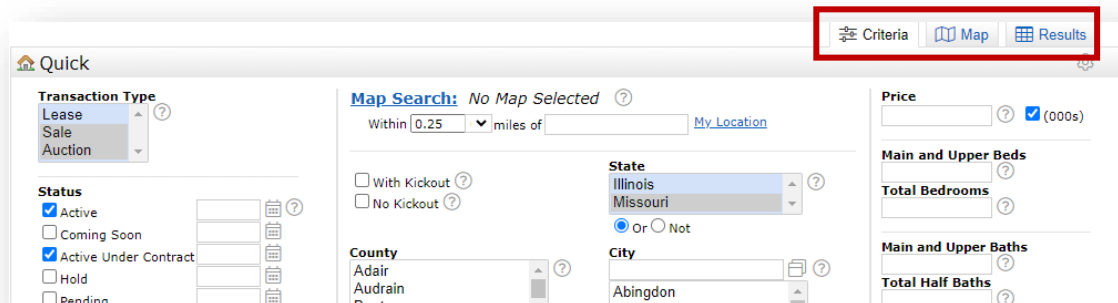 Criteria Map Results
Quick
Transaction Type
Lease
Sale
Auction
Status
Active
Coming Soon
Active Under Contract
Hold
Pending
Map Search: No Map Selected
Within 0.25 miles of My Location
With Kickout
No Kickout
State
Illinois
Missouri
Or Not
County
Adair
Audrain
City
Abingdon
Price
(000s)
Main and Upper Beds
Total Bedrooms
Main and Upper Baths
Total Half Baths